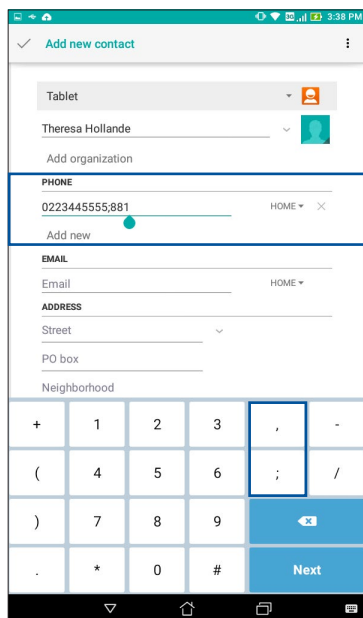 3G 3:38 PM
Add new contact
Tablet
Theresa Hollande
Add organization
PHONE
0223445555;881 HOME
Add new
EMAIL
Email HOME
ADDRESS
Street
PO box
Neighborhood
+ 1 2 3 , -
( 4 5 6 ; /
) 7 8 9
. * 0 # Next